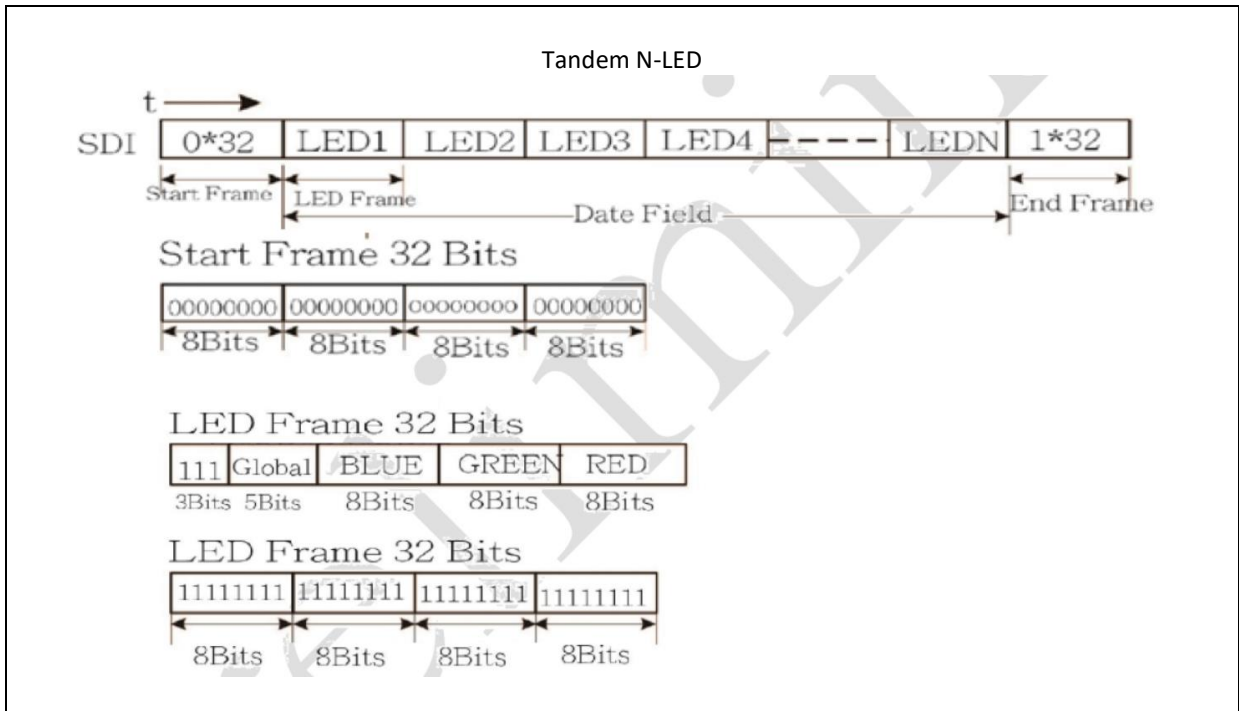 Tandem N-LED
t
SDI 0*32 LED1 LED2 LED3 LED4 LEDN 1*32
Start Frame LED Frame Date Field End Frame
Start Frame 32 Bits
00000000 00000000 00000000 00000000
8Bits 8Bits 8Bits 8Bits
LED Frame 32 Bits
111 Global BLUE GREEN RED
3Bits 5Bits 8Bits 8Bits 8Bits
LED Frame 32 Bits
11111111 11111111 11111111 11111111
8Bits 8Bits 8Bits 8Bits